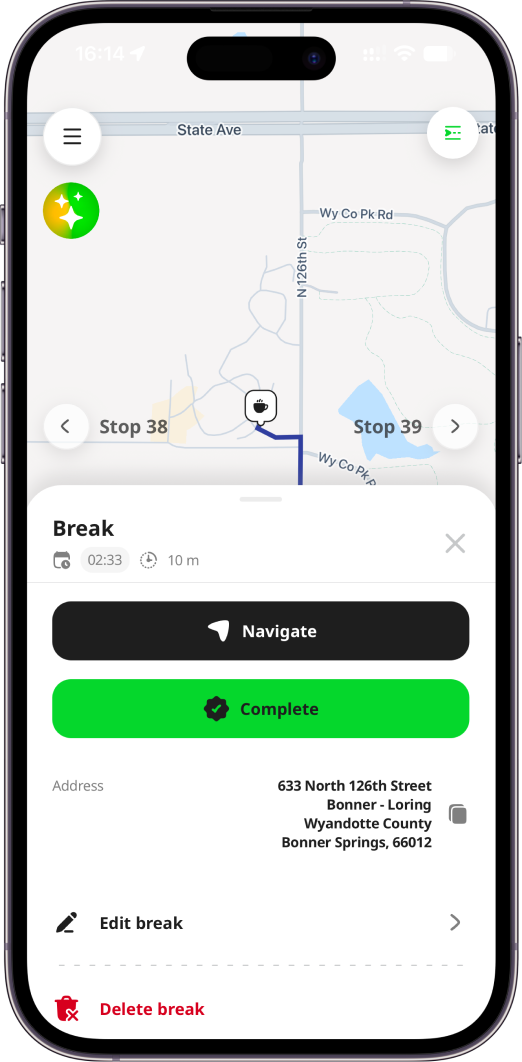 16:14
State Ave
Wy Co Pk Rd
N 126th St
Stop 38
Stop 39
Wy Co Pk R
Break
02:33
10 m
Navigate
Complete
Address
633 North 126th Street
Bonner - Loring
Wyandotte County
Bonner Springs, 66012
Edit break
Delete break